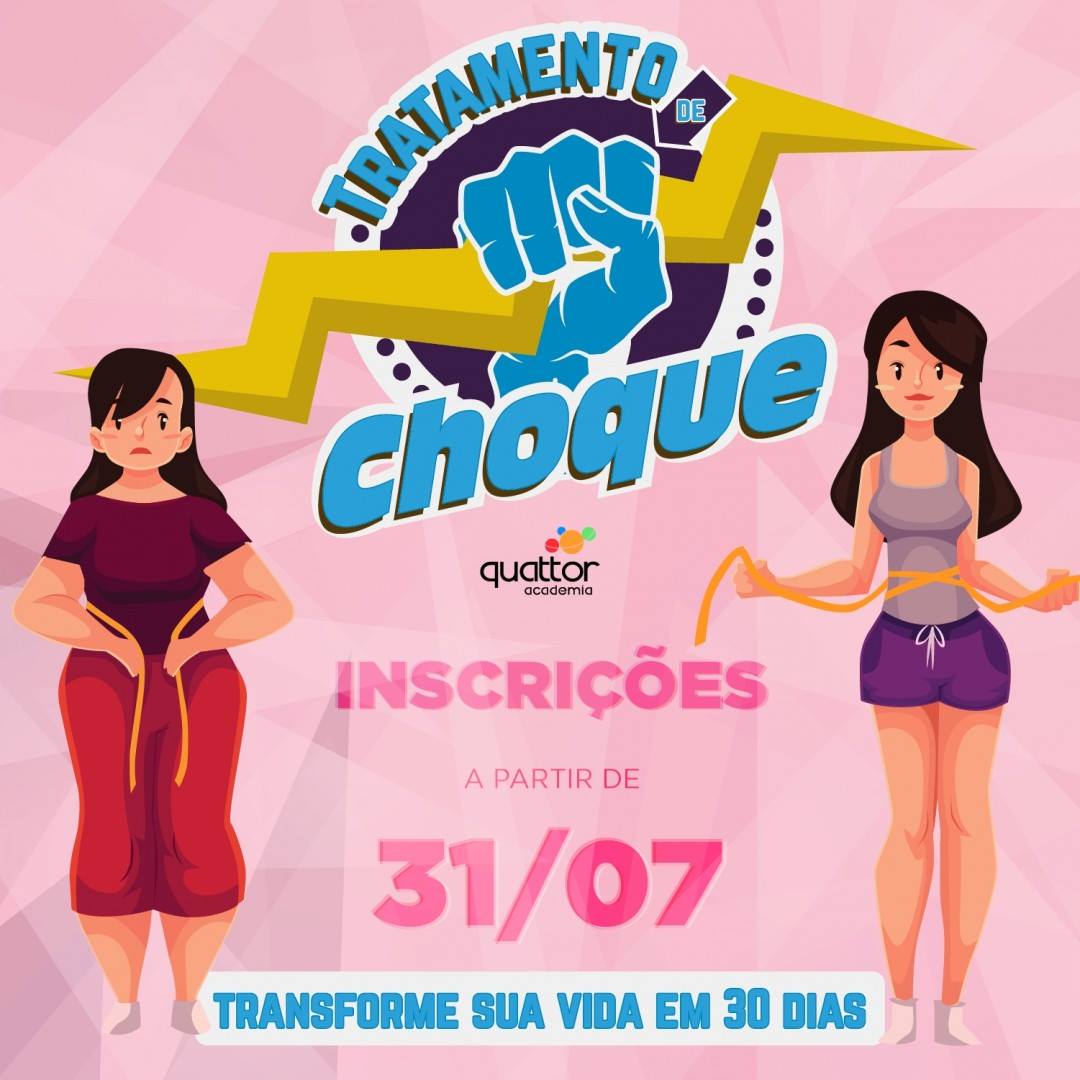 TRATAMENTO
DE
choque
quattor
academia
INSCRIÇÕES
A PARTIR DE
31/07
TRANSFORME SUA VIDA EM 30 DIAS